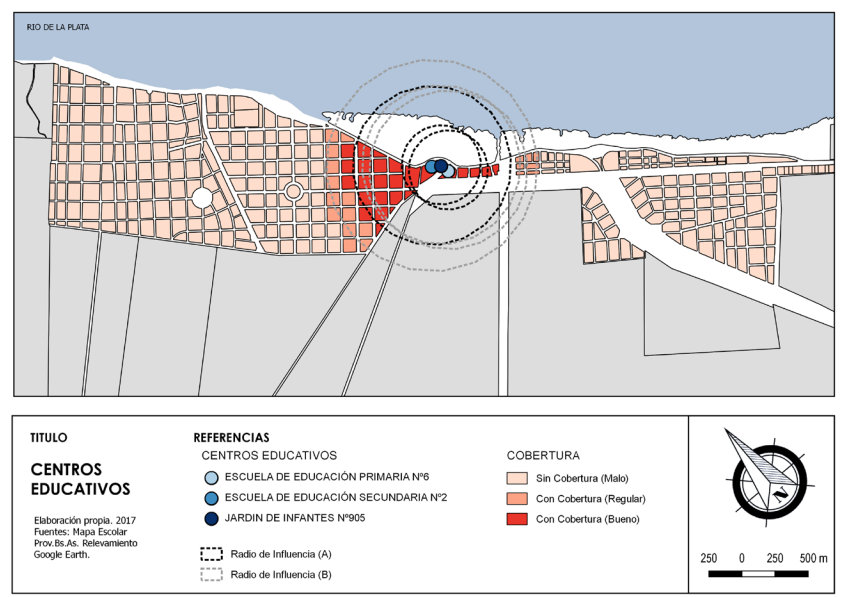 RIO DE LA PLATA
TITULO
CENTROS
EDUCATIVOS
Elaboración propia. 2017
Fuentes: Mapa Escolar
Prov.Bs.As. Relevamiento
Google Earth.
REFERENCIAS
CENTROS EDUCATIVOS
ESCUELA DE EDUCACIÓN PRIMARIA Nº6
ESCUELA DE EDUCACIÓN SECUNDARIA Nº2
JARDIN DE INFANTES Nº905
Radio de Influencia (A)
Radio de Influencia (B)
COBERTURA
Sin Cobertura (Malo)
Con Cobertura (Regular)
Con Cobertura (Bueno)
N
250 0 250 500 m